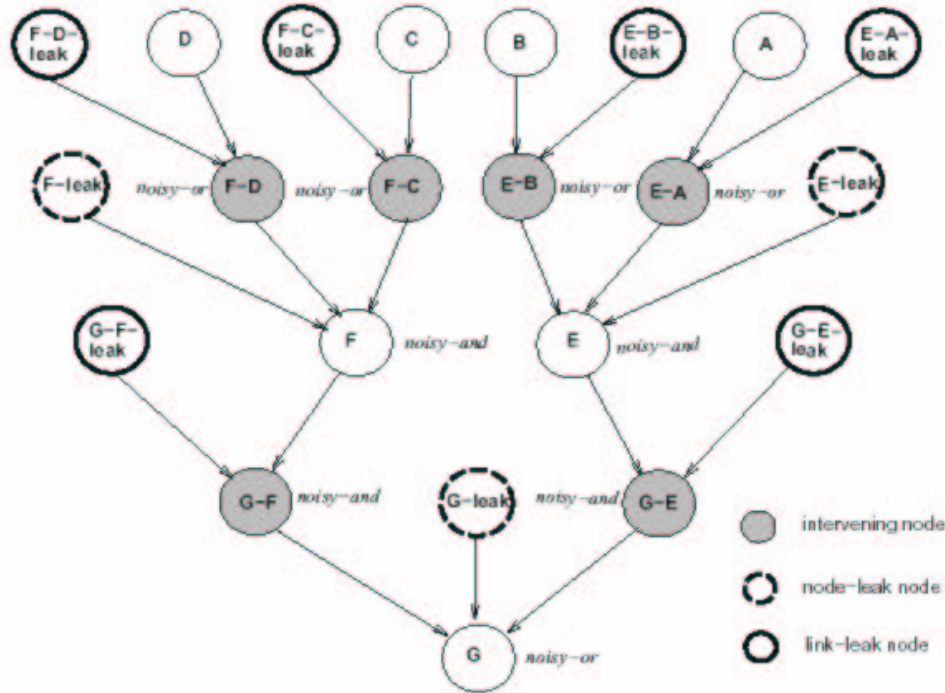 F-D-
leak
D
F-C-
leak
C
B
E-B-
leak
A
E-A-
leak
F-leak
noisy-or
F-D
noisy-or
F-C
E-B
noisy-or
E-A
noisy-or
E-leak
G-F-
leak
F
noisy-and
E
noisy-and
G-E-
leak
G-F
noisy-and
G-leak
noisy-and
G-E
intervening node
node-leak node
link-leak node
G
noisy-or